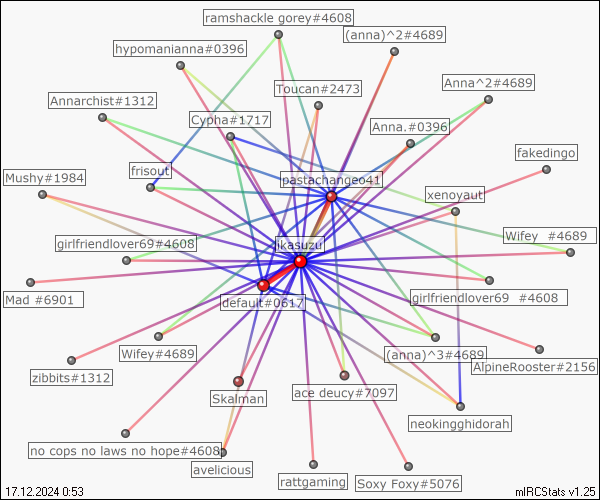 ramshackle gorey#4608
(anna)^2#4689
hypomanianna#0396
Toucan#2473
Anna^2#4689
Annarchist#1312
Cypha#1717
Anna.#0396
fakedingo
frisout
pastachangeo41
Mushy#1984
xenoyaut
girlfriendlover69#4608
likasuzu
Wifey #4689
Mad #6901
default#0617
girlfriendlover69 #4608
Wifey#4689
(anna)^3#4689
AlpineRooster#2156
zibbits#1312
Skalman
ace deucy#7097
neokingghidorah
no cops no laws no hope#4608
avelicious
rattgaming
Soxy Foxy#5076
17.12.2024 0:53
mIRCStats v1.25